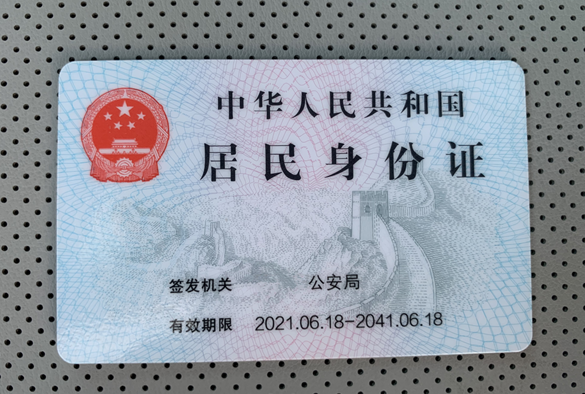 中华人民共和国
居民身份证
签发机关 公安局
有效期限 2021.06.18-2041.06.18